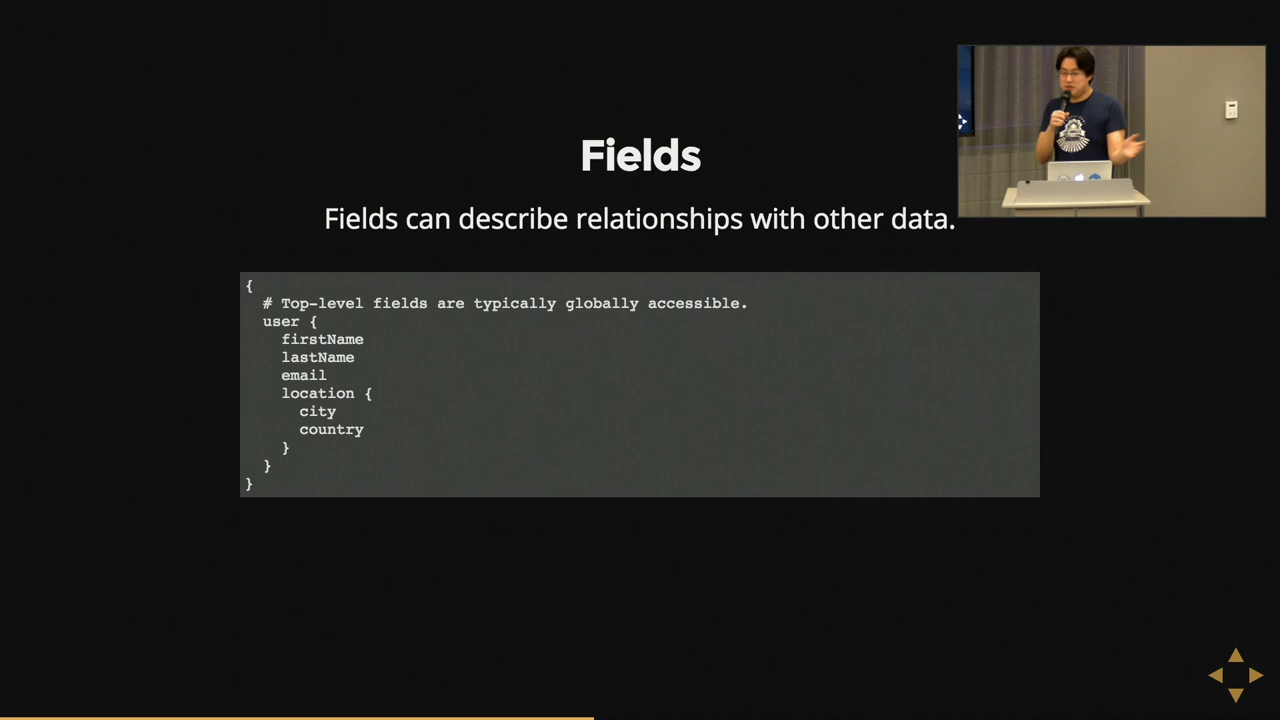 Fields
Fields can describe relationships with other data.
{
  # Top-level fields are typically globally accessible.
  user {
    firstName
    lastName
    email
    location {
      city
      country
    }
  }
}